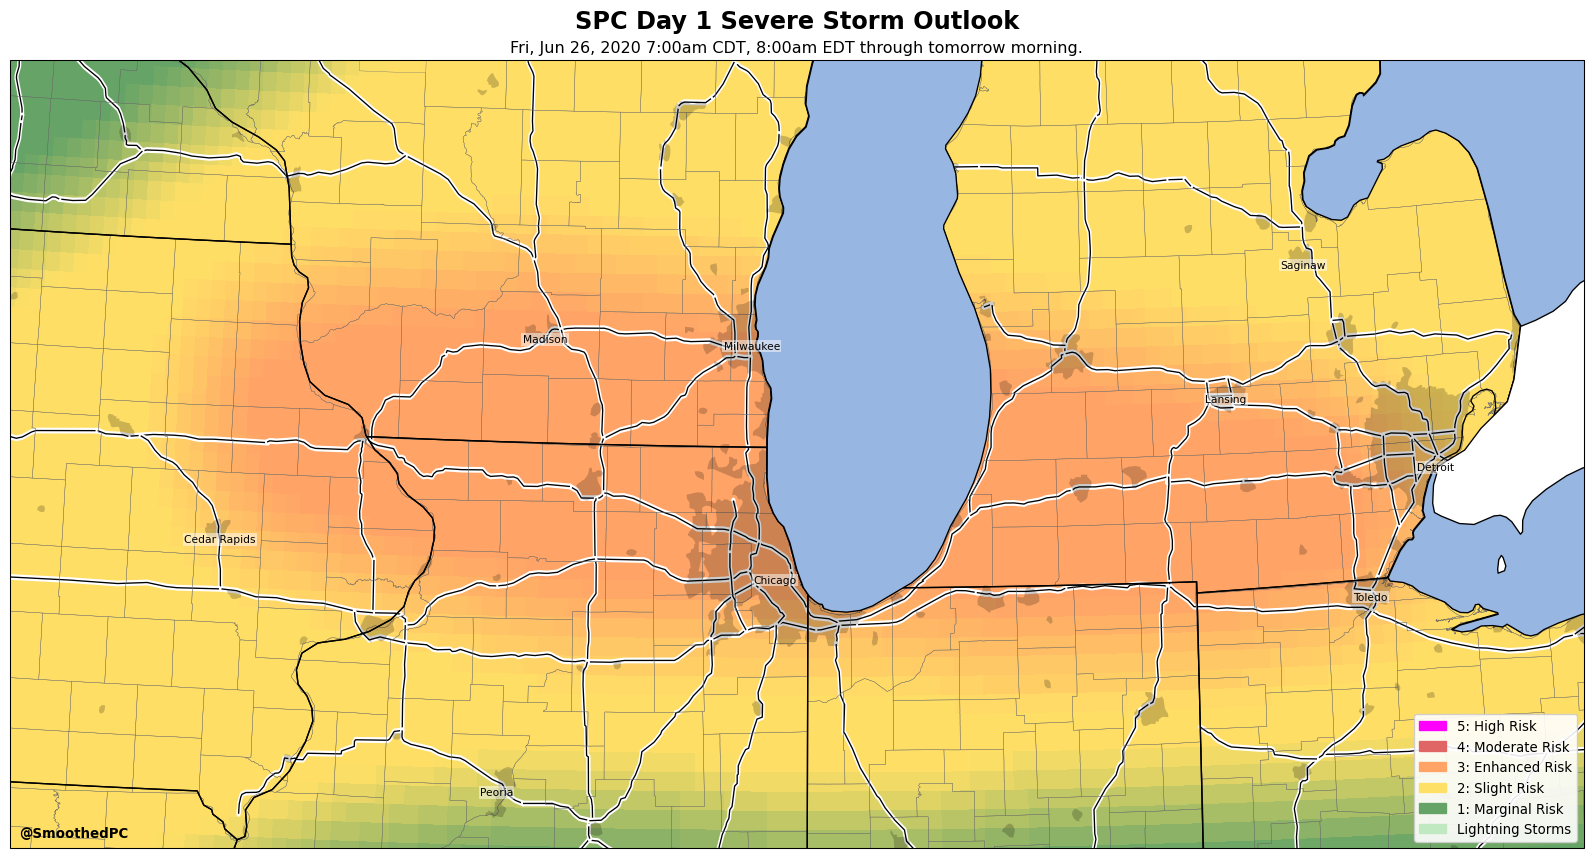 SPC Day 1 Severe Storm Outlook
Fri, Jun 26, 2020 7:00am CDT, 8:00am EDT through tomorrow morning.
Saginaw
Madison
Milwaukee
Lansing
Detroit
Cedar Rapids
Chicago
Toledo
Peoria
5: High Risk
4: Moderate Risk
3: Enhanced Risk
2: Slight Risk
1: Marginal Risk
Lightning Storms
@SmoothedPC